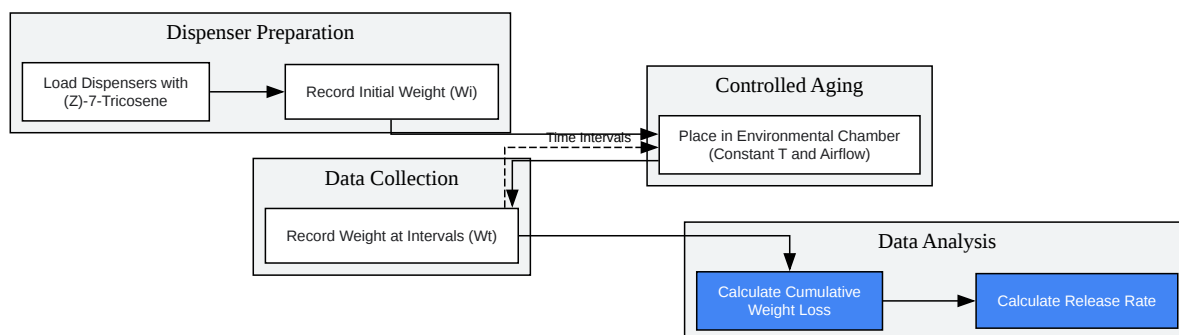 Dispenser Preparation
Load Dispensers with
(Z)-7-Tricosene
Record Initial Weight (Wi)
Controlled Aging
Place in Environmental Chamber
(Constant T and Airflow)
Time Intervals
Data Collection
Record Weight at Intervals (Wt)
Data Analysis
Calculate Cumulative
Weight Loss
Calculate Release Rate